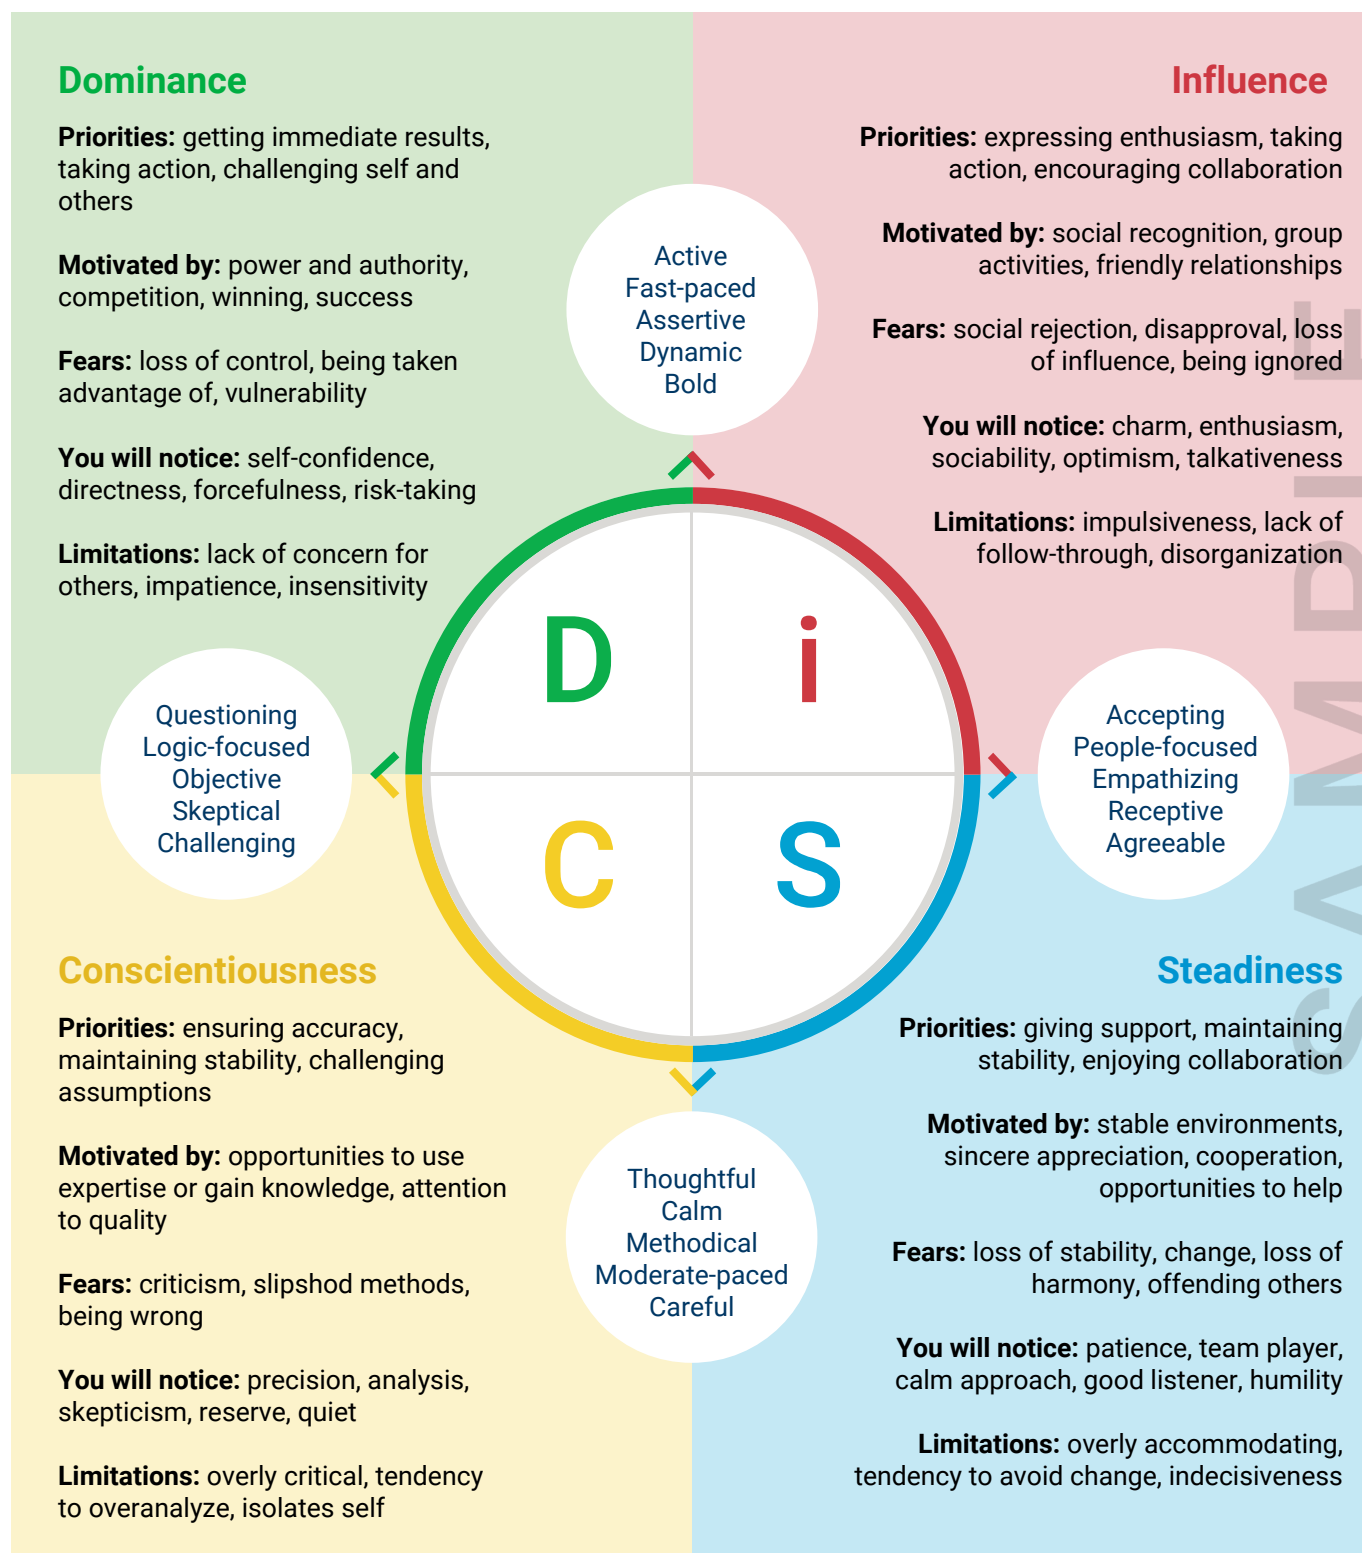 Dominance
Priorities: getting immediate results,
taking action, challenging self and
others
Motivated by: power and authority,
competition, winning, success
Fears: loss of control, being taken
advantage of, vulnerability
You will notice: self-confidence,
directness, forcefulness, risk-taking
Limitations: lack of concern for
others, impatience, insensitivity
Influence
Priorities: expressing enthusiasm, taking
action, encouraging collaboration
Motivated by: social recognition, group
activities, friendly relationships
Fears: social rejection, disapproval, loss
of influence, being ignored
You will notice: charm, enthusiasm,
sociability, optimism, talkativeness
Limitations: impulsiveness, lack of
follow-through, disorganization
Active
Fast-paced
Assertive
Dynamic
Bold
D
i
C
S
Questioning
Logic-focused
Objective
Skeptical
Challenging
Accepting
People-focused
Empathizing
Receptive
Agreeable
Conscientiousness
Priorities: ensuring accuracy,
maintaining stability, challenging
assumptions
Motivated by: opportunities to use
expertise or gain knowledge, attention
to quality
Fears: criticism, slipshod methods,
being wrong
You will notice: precision, analysis,
skepticism, reserve, quiet
Limitations: overly critical, tendency
to overanalyze, isolates self
Thoughtful
Calm
Methodical
Moderate-paced
Careful
Steadiness
Priorities: giving support, maintaining
stability, enjoying collaboration
Motivated by: stable environments,
sincere appreciation, cooperation,
opportunities to help
Fears: loss of stability, change, loss of
harmony, offending others
You will notice: patience, team player,
calm approach, good listener, humility
Limitations: overly accommodating,
tendency to avoid change, indecisiveness
SAMPLE